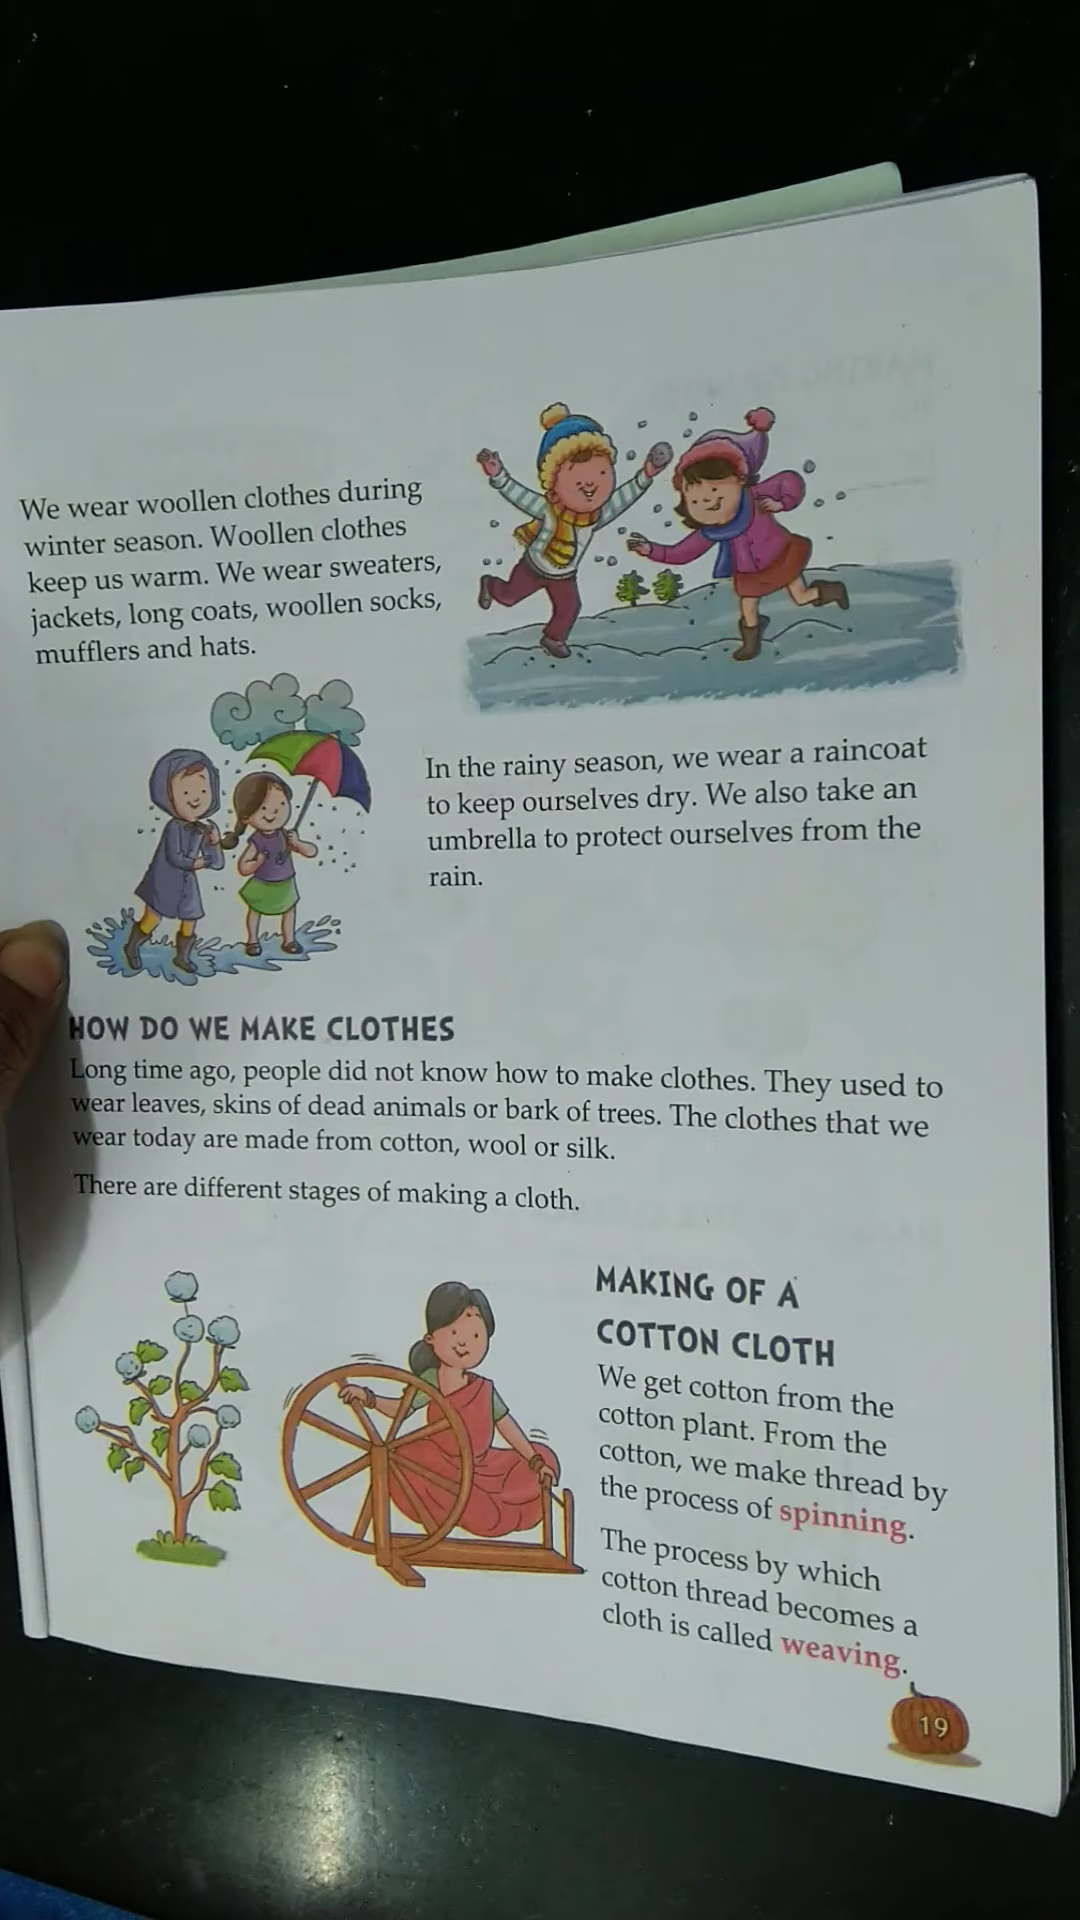 We wear woollen clothes during
winter season. Woollen clothes
keep us warm. We wear sweaters,
jackets, long coats, woollen socks,
mufflers and hats.
In the rainy season, we wear a raincoat
to keep ourselves dry. We also take an
umbrella to protect ourselves from the
rain.
HOW DO WE MAKE CLOTHES
Long time ago, people did not know how to make clothes. They used to
wear leaves, skins of dead animals or bark of trees. The clothes that we
wear today are made from cotton, wool or silk.
There are different stages of making a cloth.
MAKING OF A
COTTON CLOTH
We get cotton from the
cotton plant. From the
cotton, we make thread by
the process of spinning.
The process by which
cotton thread becomes a
cloth is called weaving.
19